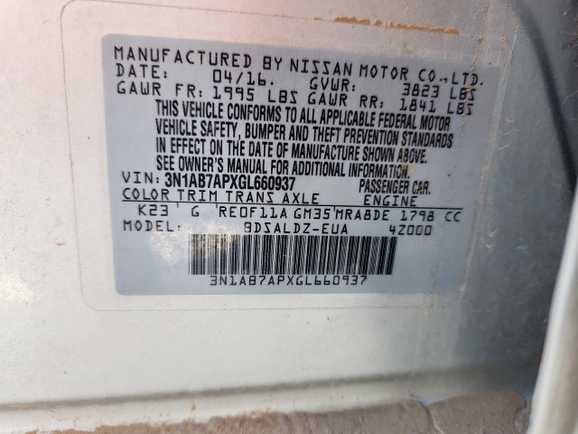 MANUFACTURED BY NISSAN MOTOR CO.,LTD.
DATE: 04/16. GVWR: 3823 LBS
GAWR FR: 1995 LBS GAWR RR: 1841 LBS
THIS VEHICLE CONFORMS TO ALL APPLICABLE FEDERAL MOTOR
VEHICLE SAFETY, BUMPER AND THEFT PREVENTION STANDARDS
IN EFFECT ON THE DATE OF MANUFACTURE SHOWN ABOVE.
SEE OWNER'S MANUAL FOR ADDITIONAL INFORMATION.
VIN: 3N1AB7APXGL660937 PASSENGER CAR.
COLOR TRIM TRANS AXLE ENGINE
K23 G RE0F11A GM35 MRA8DE 1798 CC
MODEL: BDSALDZ-EUA 4Z000
3N1AB7APXGL660937